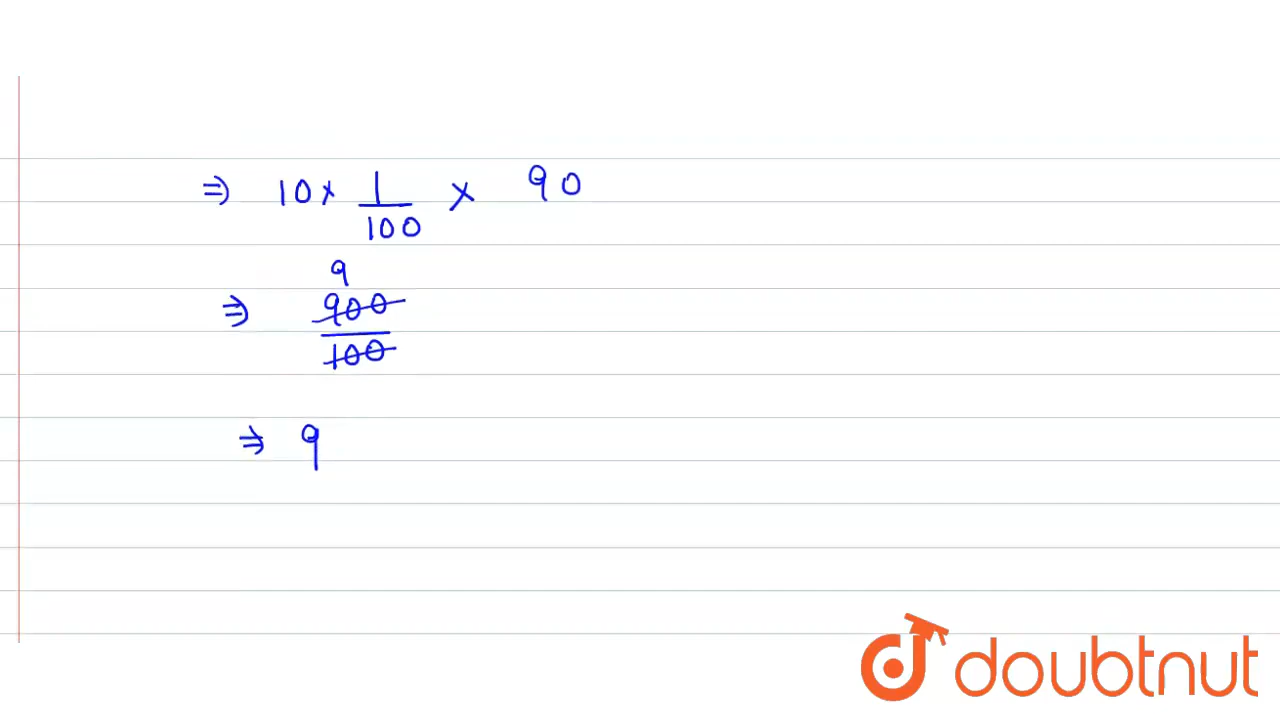 ⇒ 10 × 1/100 × 90
9
⇒ 900/100
⇒ 9
doubtnut